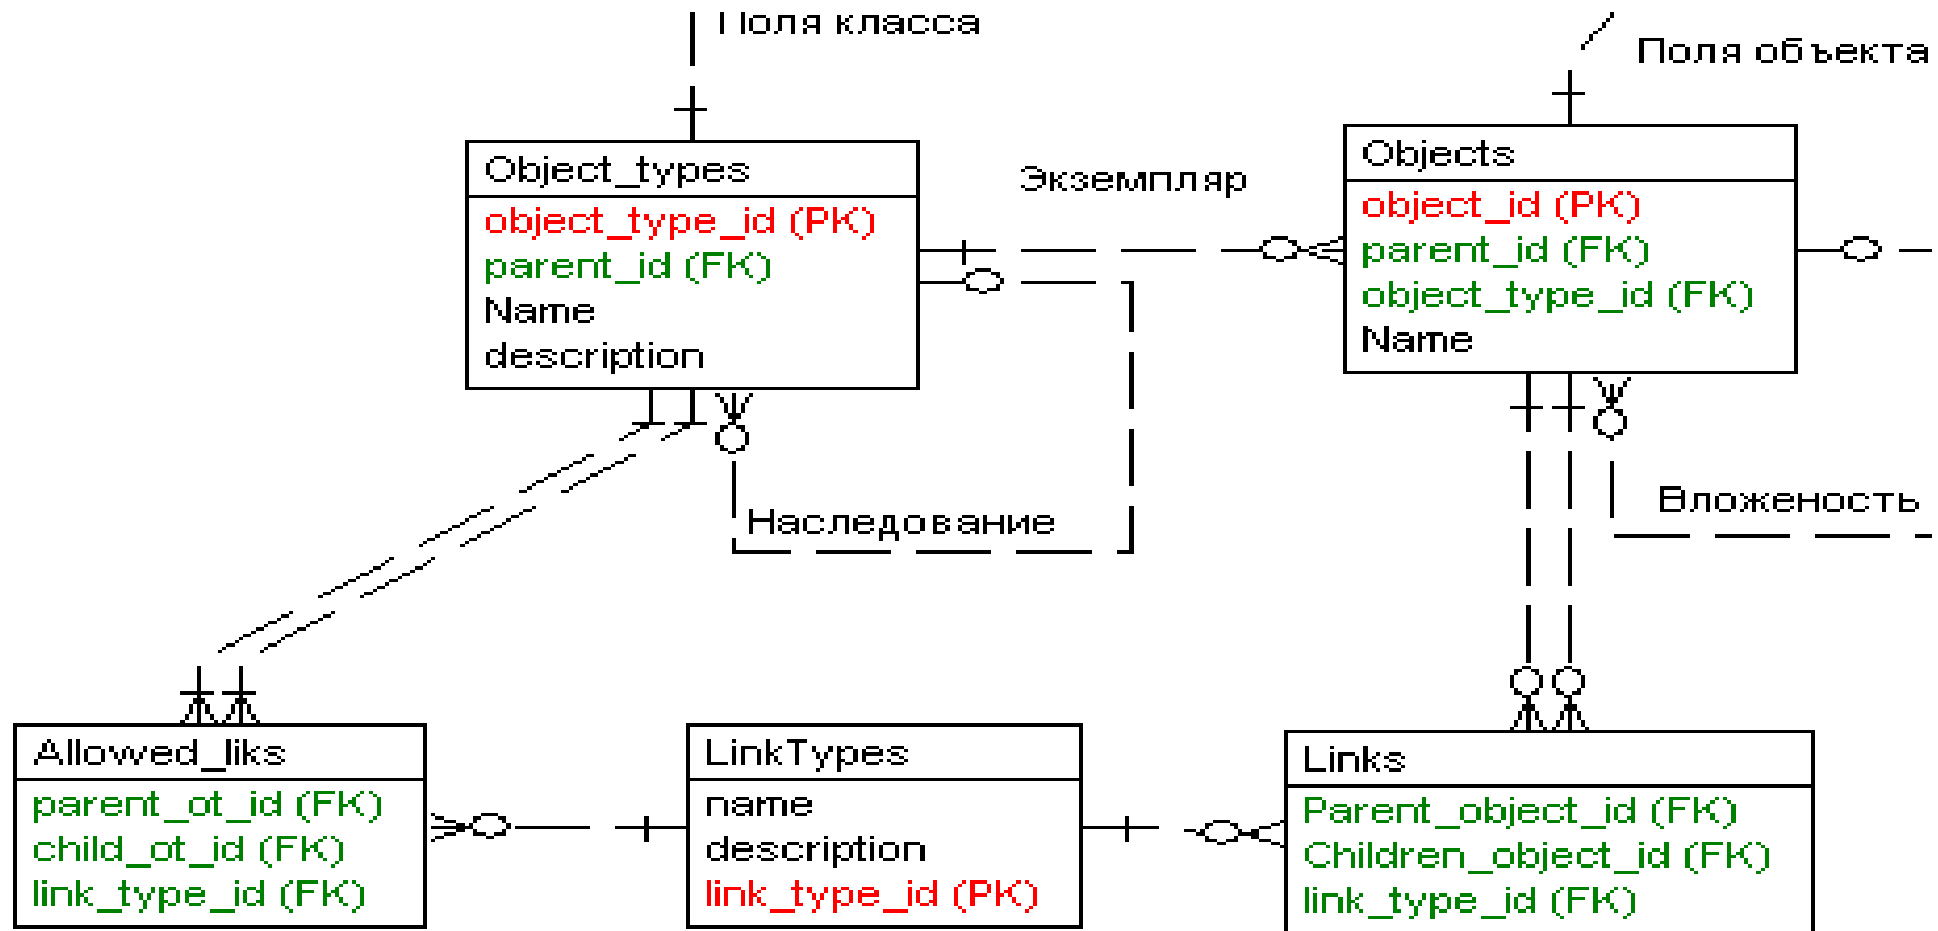 Поля класса
Поля объекта
Object_types
object_type_id (PK)
parent_id (FK)
Name
description
Экземпляр
Objects
object_id (PK)
parent_id (FK)
object_type_id (FK)
Name
Наследование
Вложеность
Allowed_liks
parent_ot_id (FK)
child_ot_id (FK)
link_type_id (FK)
LinkTypes
name
description
link_type_id (PK)
Links
Parent_object_id (FK)
Children_object_id (FK)
link_type_id (FK)